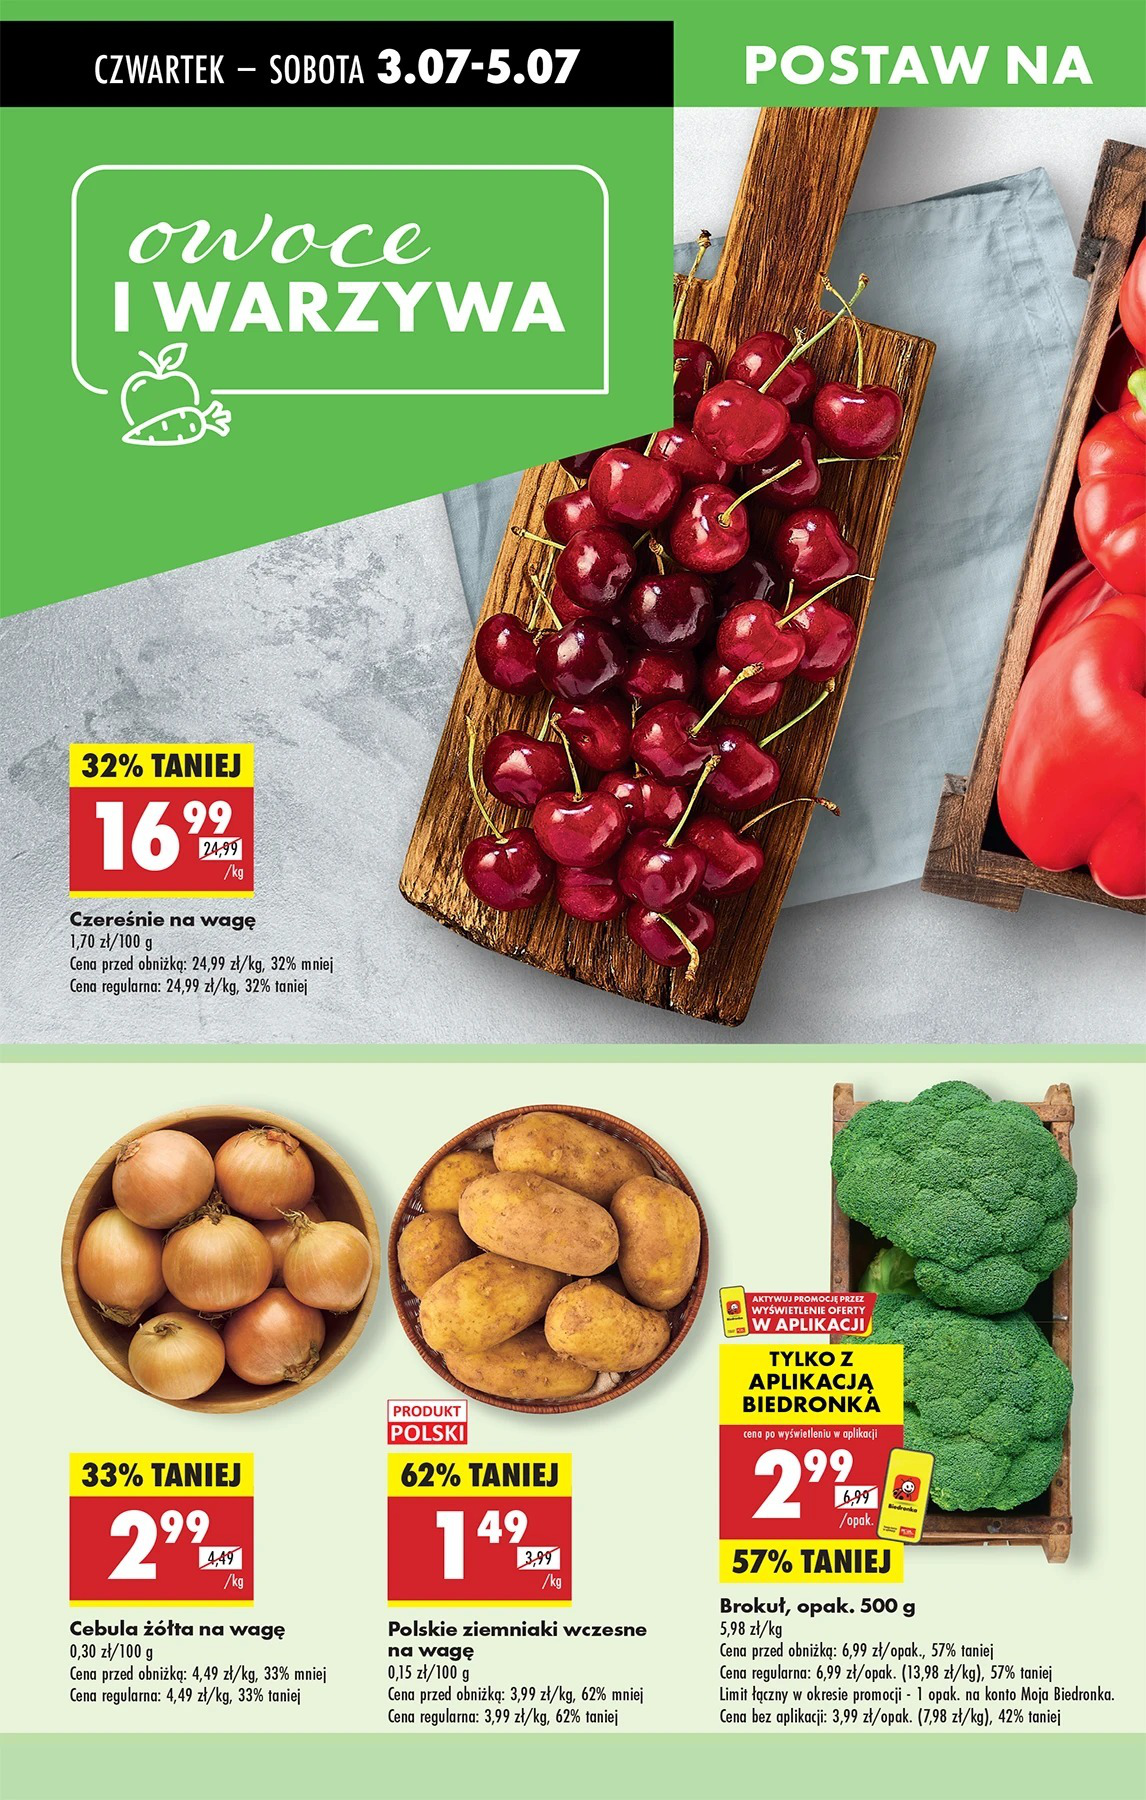 CZWARTEK – SOBOTA 3.07-5.07
POSTAW NA
owoce
I WARZYWA
32% TANIEJ
16 99
24,99
/kg
Czereśnie na wagę
1,70 zł/100 g
Cena przed obniżką: 24,99 zł/kg, 32% mniej
Cena regularna: 24,99 zł/kg, 32% taniej
33% TANIEJ
2 99
4,49
/kg
Cebula żółta na wagę
0,30 zł/100 g
Cena przed obniżką: 4,49 zł/kg, 33% mniej
Cena regularna: 4,49 zł/kg, 33% taniej
PRODUKT
POLSKI
62% TANIEJ
1 49
3,99
/kg
Polskie ziemniaki wczesne
na wagę
0,15 zł/100 g
Cena przed obniżką: 3,99 zł/kg, 62% mniej
Cena regularna: 3,99 zł/kg, 62% taniej
AKTYWUJ PROMOCJĘ PRZEZ
WYŚWIETLENIE OFERTY
W APLIKACJI
TYLKO Z
APLIKACJĄ
BIEDRONKA
cena po wyświetleniu w aplikacji
2 99
6,99
/opak.
Biedronka
57% TANIEJ
Brokuł, opak. 500 g
5,98 zł/kg
Cena przed obniżką: 6,99 zł/opak., 57% taniej
Cena regularna: 6,99 zł/opak. (13,98 zł/kg), 57% taniej
Limit łączny w okresie promocji - 1 opak. na konto Moja Biedronka.
Cena bez aplikacji: 3,99 zł/opak. (7,98 zł/kg), 42% taniej